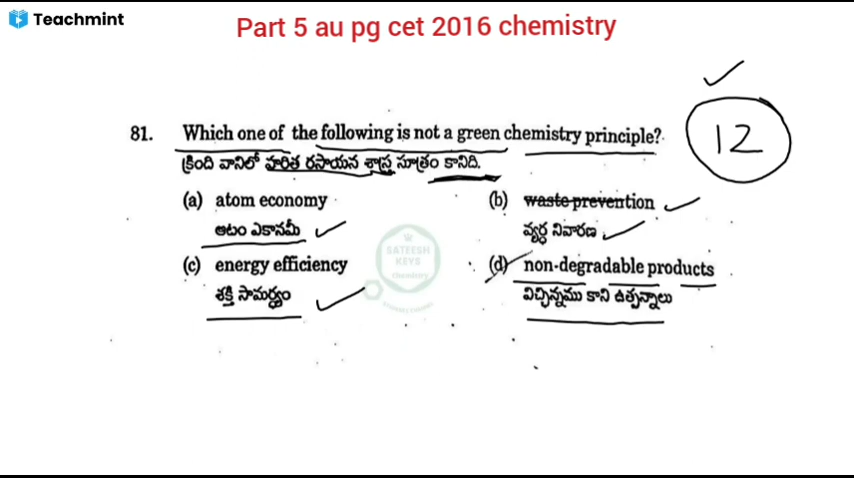 Teachmint
Part 5 au pg cet 2016 chemistry
81. Which one of the following is not a green chemistry principle?
12
క్రింది వానిలో హరిత రసాయన శాస్త్ర సూత్రం కానిది.
(a) atom economy
(b) waste prevention
ఆటం ఎకానమీ
వ్యర్థ నివారణ
SATEESH
KEYS
chemistry
(c) energy efficiency
(d) non-degradable products
శక్తి సామర్థ్యం
విచ్ఛిన్నము కాని ఉత్పన్నాలు